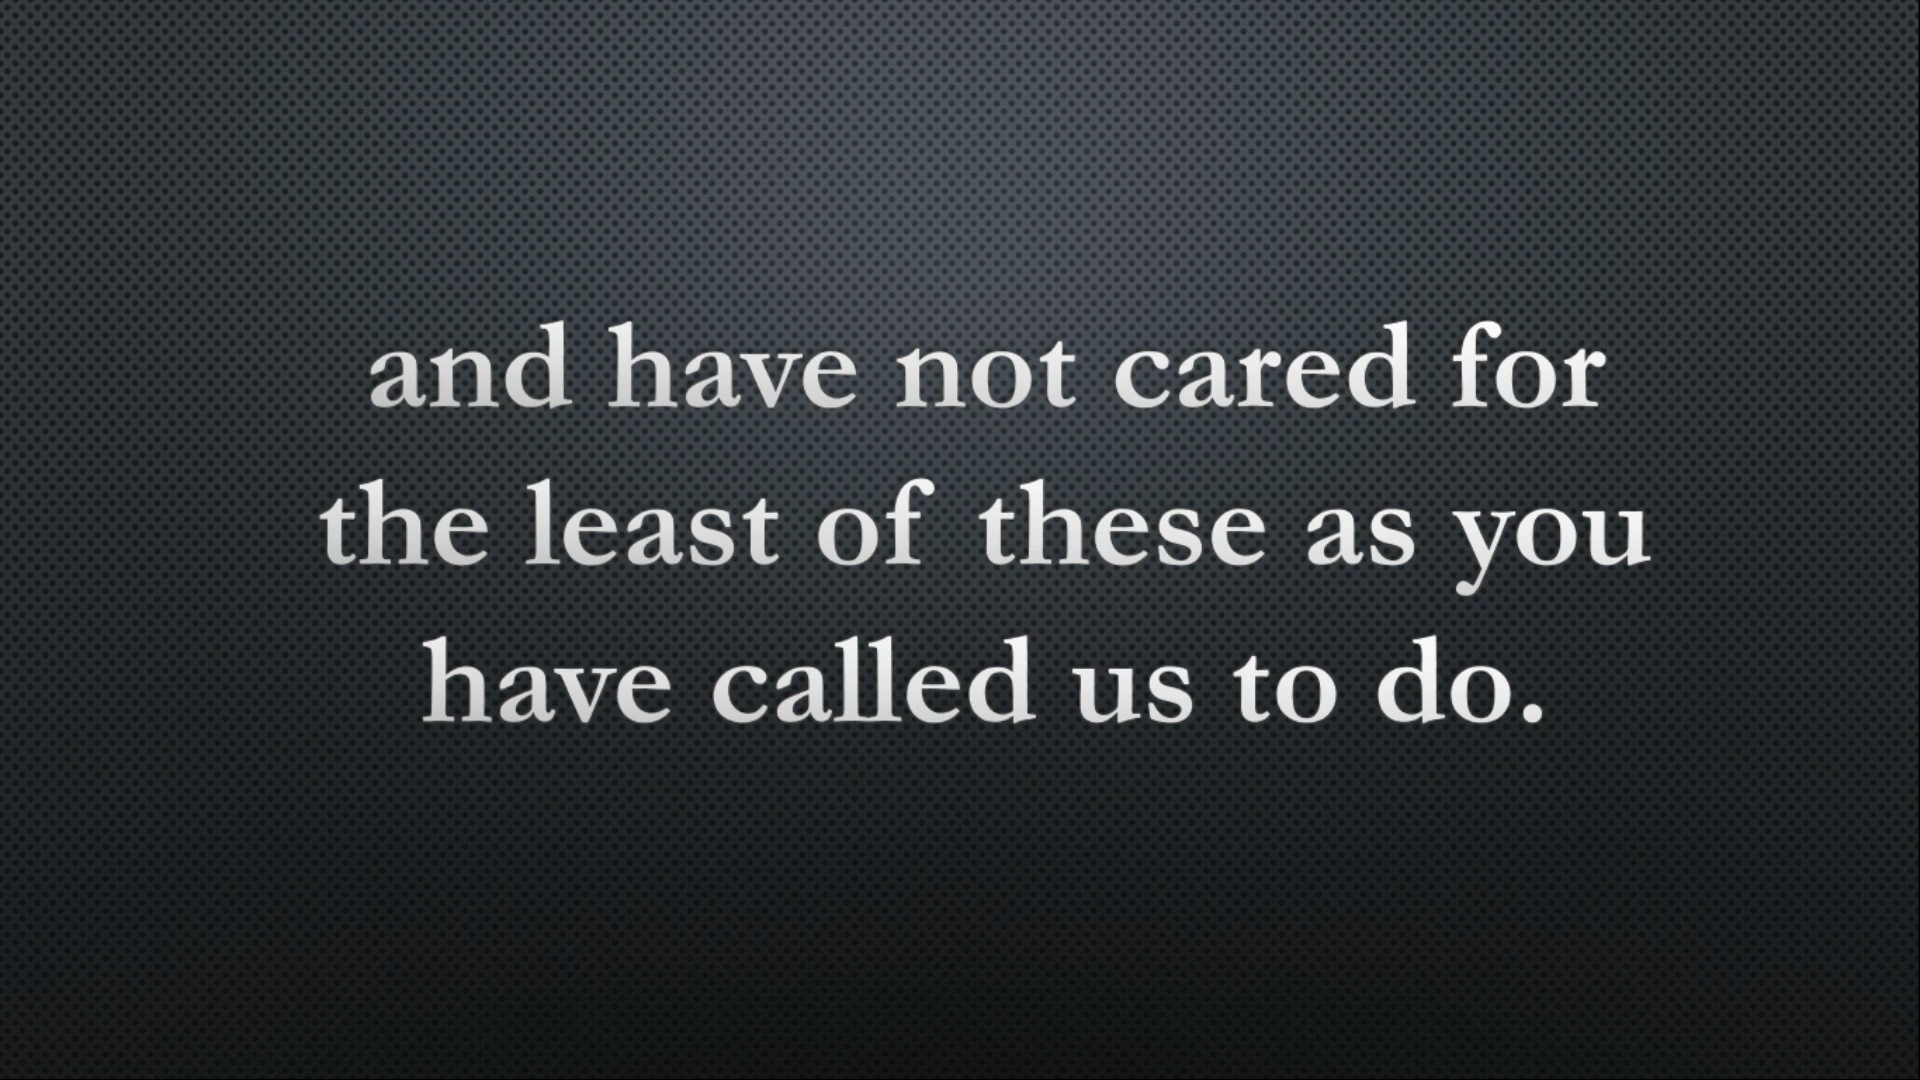 and have not cared for
the least of these as you
have called us to do.